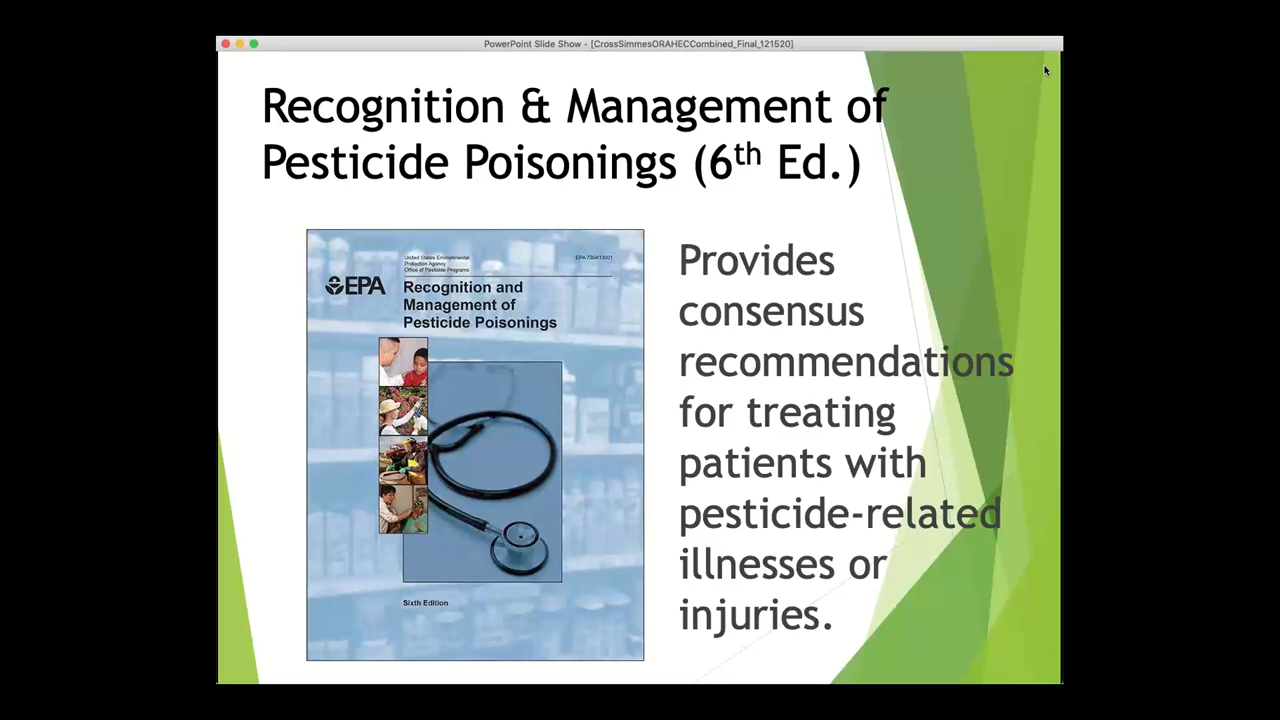 PowerPoint Slide Show - [CrossSimmesORAHECCombined_Final_121520]
Recognition & Management of
Pesticide Poisonings (6th Ed.)
United States Environmental
Protection Agency
Office of Pesticide Programs
EPA 735K13001
EPA
Recognition and
Management of
Pesticide Poisonings
Sixth Edition
Provides
consensus
recommendations
for treating
patients with
pesticide-related
illnesses or
injuries.